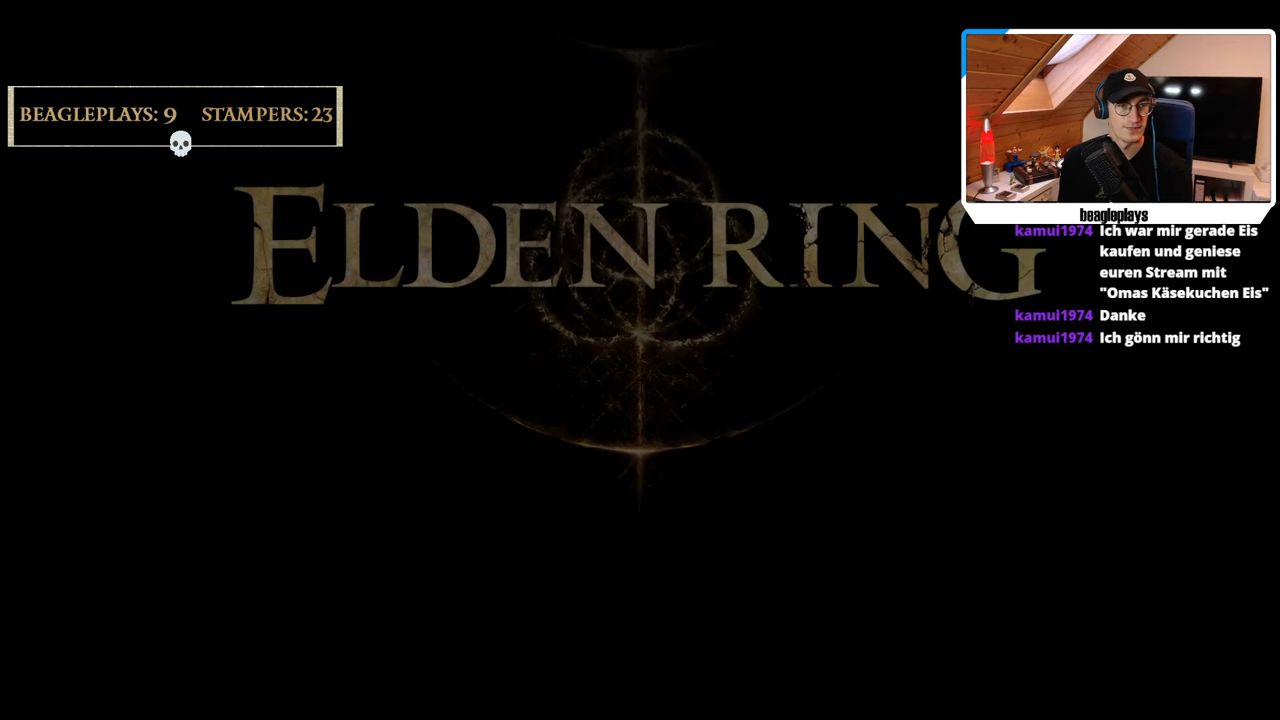 BEAGLEPLAYS: 9 STAMPERS: 23
ELDEN RING
beagleplays
kamui1974 Ich war mir gerade Eis
kaufen und geniese
euren Stream mit
"Omas Käsekuchen Eis"
kamui1974 Danke
kamui1974 Ich gönn mir richtig